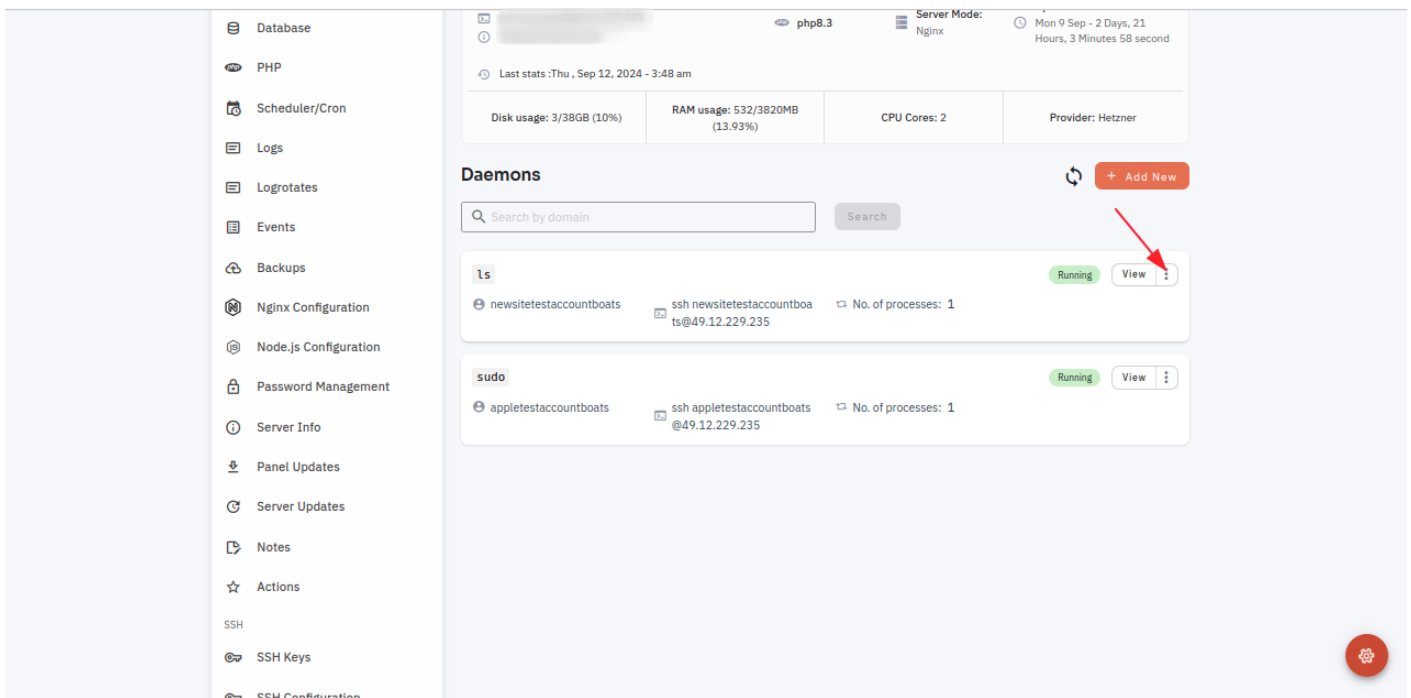 Database
PHP
Scheduler/Cron
Logs
Logrotates
Events
Backups
Nginx Configuration
Node.js Configuration
Password Management
Server Info
Panel Updates
Server Updates
Notes
Actions
SSH
SSH Keys
SSH Configuration
php8.3
Server Mode:
Nginx
Mon 9 Sep - 2 Days, 21
Hours, 3 Minutes 58 second
Last stats :Thu , Sep 12, 2024 - 3:48 am
Disk usage: 3/38GB (10%)
RAM usage: 532/3820MB
(13.93%)
CPU Cores: 2
Provider: Hetzner
Daemons
+ Add New
Search by domain
Search
ls
Running
View
newsitetestaccountboats
ssh newsitetestaccountboa
ts@49.12.229.235
No. of processes: 1
sudo
Running
View
appletestaccountboats
ssh appletestaccountboats
@49.12.229.235
No. of processes: 1